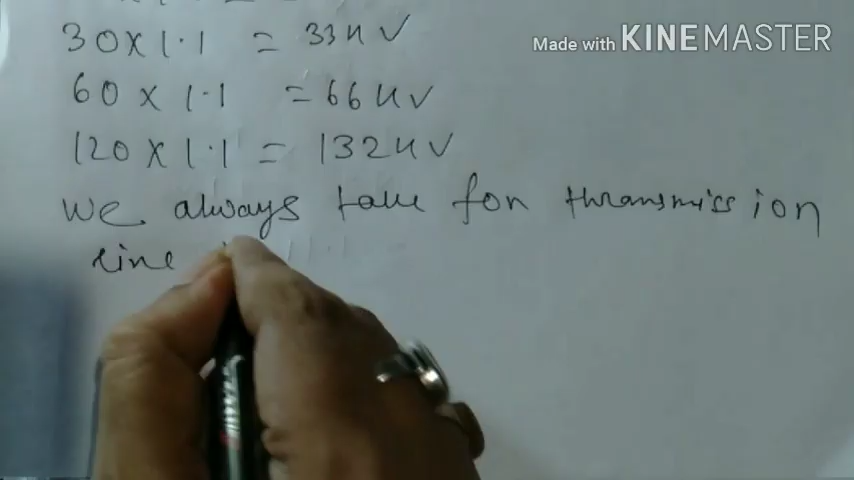 30 x 1.1 = 33 KV
Made with KINEMASTER
60 x 1.1 = 66 KV
120 x 1.1 = 132 KV
We always take for thransmission
line